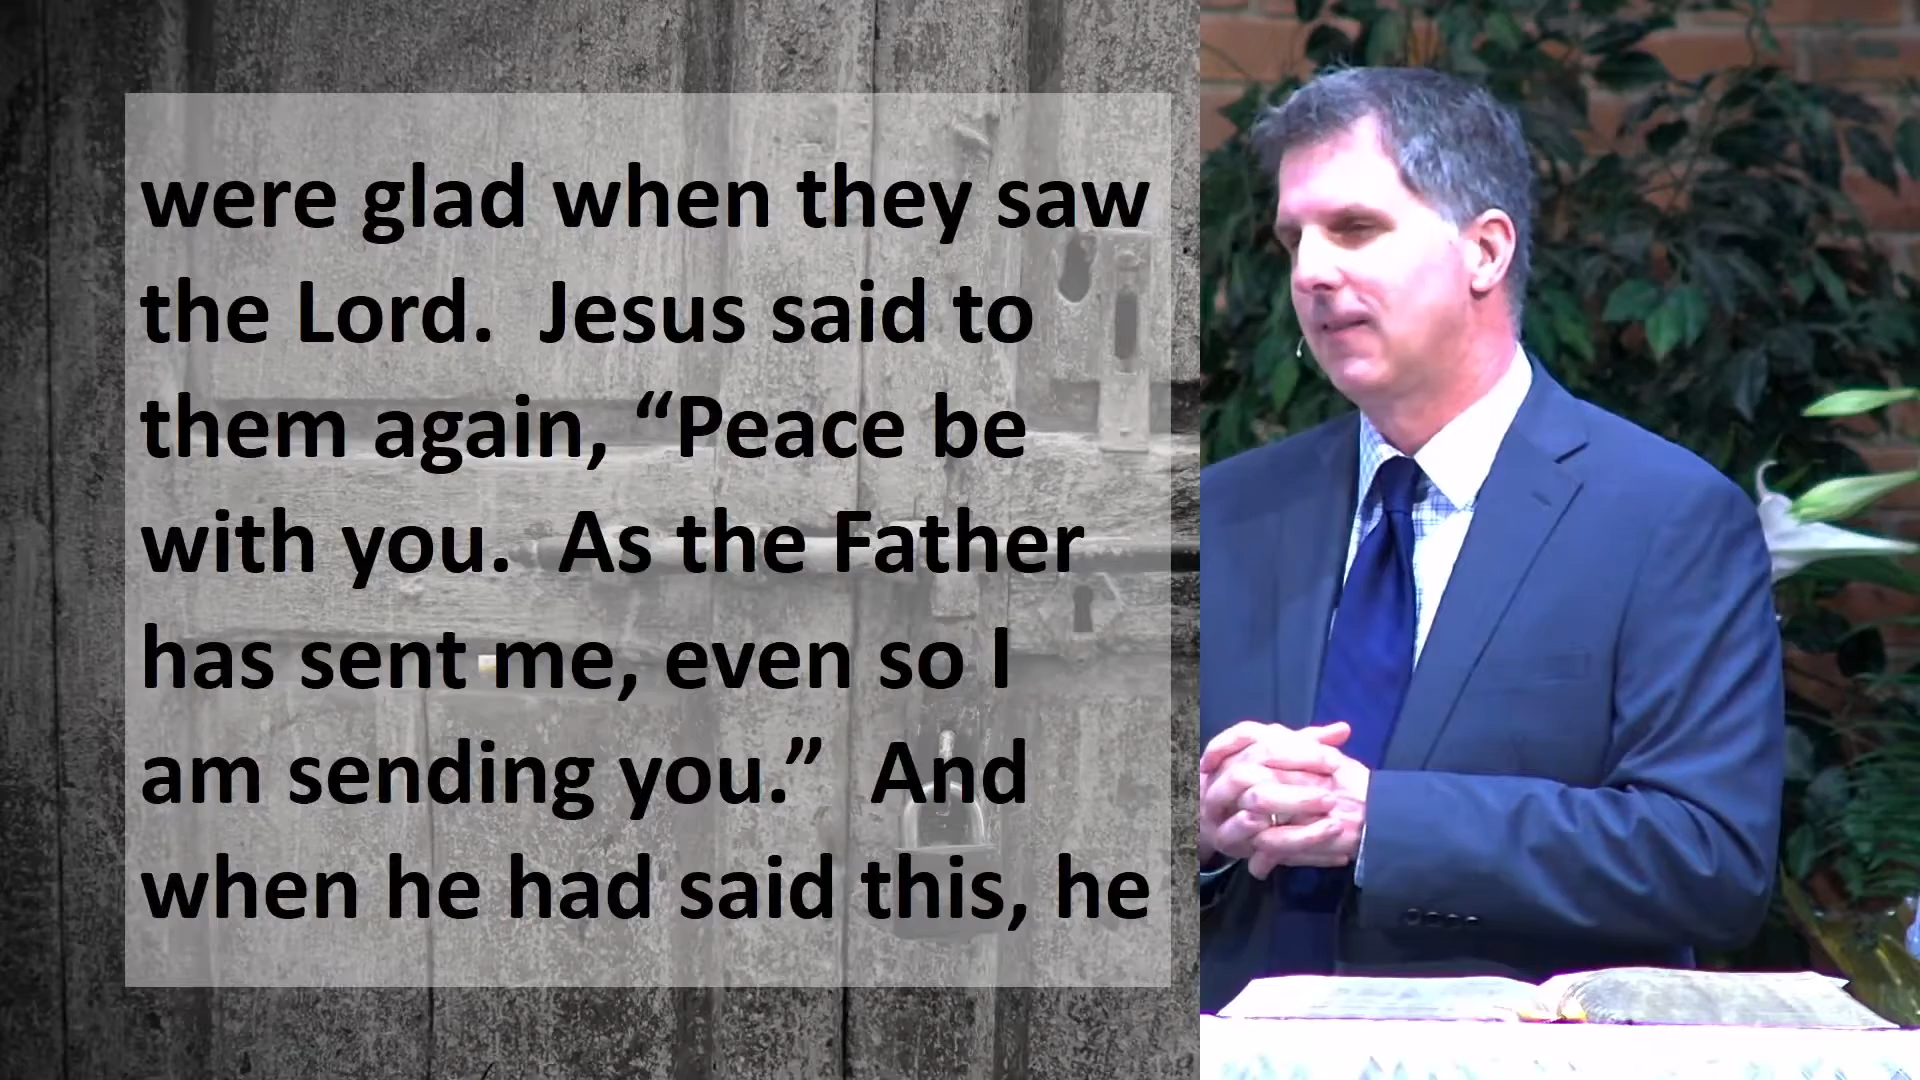 were glad when they saw
the Lord.  Jesus said to
them again, “Peace be
with you.  As the Father
has sent me, even so I
am sending you.”  And
when he had said this, he